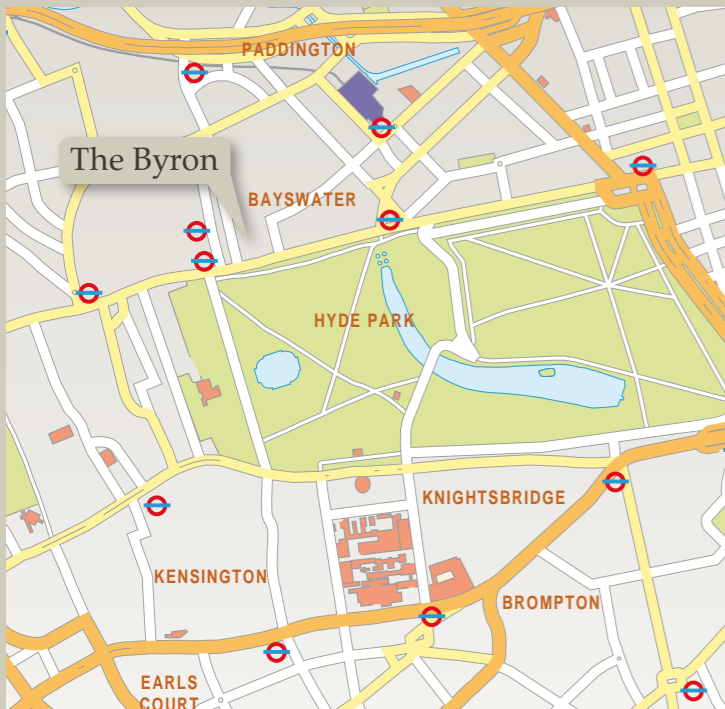 PADDINGTON
The Byron
BAYSWATER
HYDE PARK
KNIGHTSBRIDGE
KENSINGTON
BROMPTON
EARLS
COURT